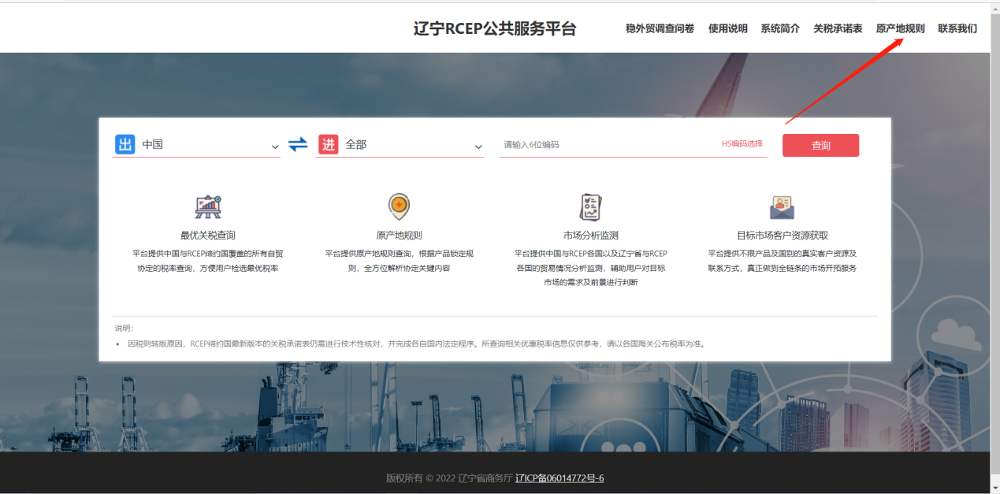 辽宁RCEP公共服务平台
稳外贸调查问卷 使用说明 系统简介 关税承诺表 原产地规则 联系我们
出 中国 进 全部 请输入6位编码 HS编码选择 查询
最优关税查询
平台提供中国与RCEP缔约国覆盖的所有自贸
协定的税率查询，方便用户检选最优税率
原产地规则
平台提供原产地规则查询，根据产品锁定规
则，全方位解析协定关键内容
市场分析监测
平台提供中国与RCEP各国以及辽宁省与RCEP
各国的贸易情况分析监测，辅助用户对目标
市场的需求及前景进行判断
目标市场客户资源获取
平台提供不限产品及国别的真实客户资源及
联系方式，真正做到全链条的市场开拓服务
说明：
• 因税则转版原因，RCEP缔约国最新版本的关税承诺表仍需进行技术性核对，并完成各自国内法定程序。所查询相关优惠税率信息仅供参考，请以各国海关公布税率为准。
版权所有 © 2022 辽宁省商务厅 辽ICP备06014772号-6